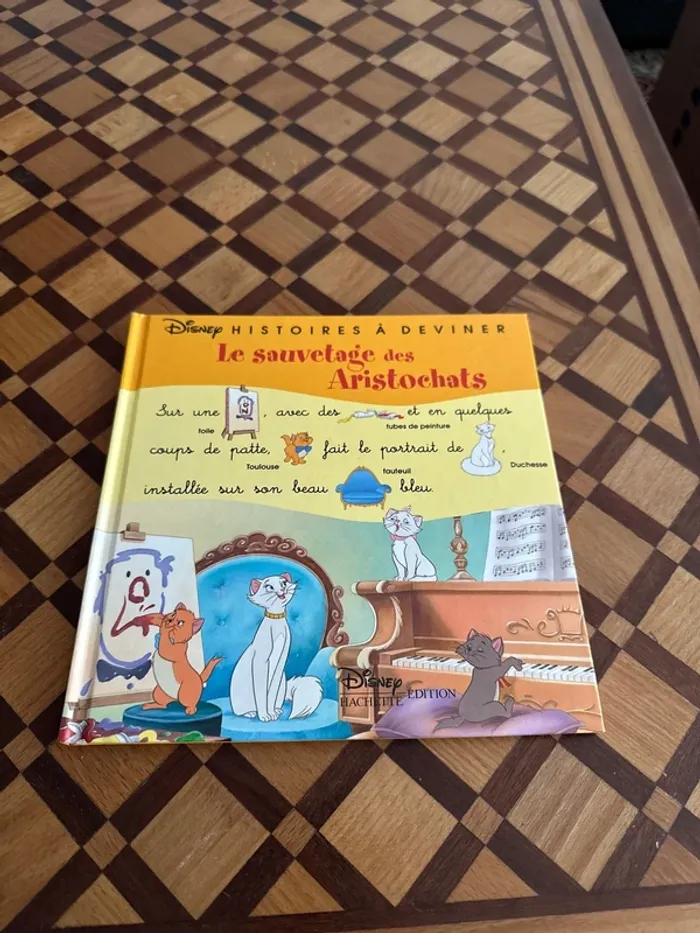 Disney HISTOIRES À DEVINER
Le sauvetage des
Aristochats
Sur une , avec des et en quelques
toile tubes de peinture
coups de patte, fait le portrait de ,
Toulouse Duchesse
fauteuil
installée sur son beau bleu.
Disney
HACHETTE ÉDITION